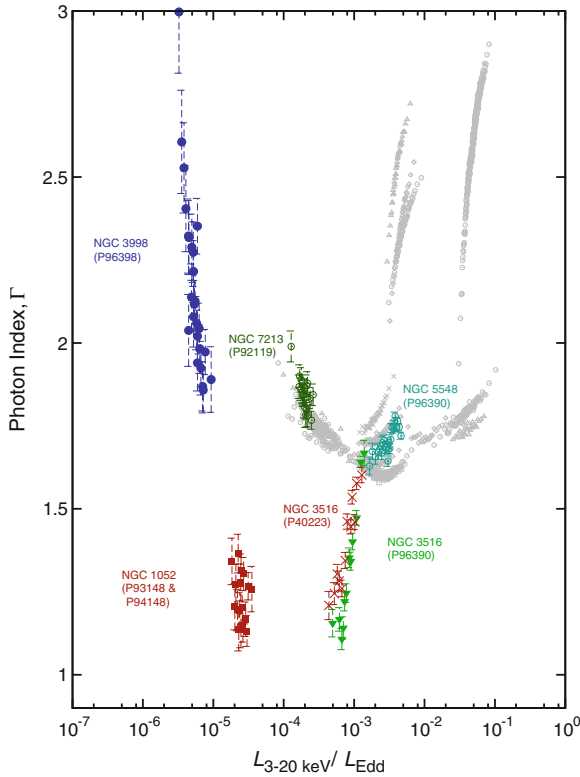 3
2.5
2
1.5
1
Photon Index, Γ
NGC 3998
(P96398)
NGC 7213
(P92119)
NGC 5548
(P96390)
NGC 3516
(P40223)
NGC 3516
(P96390)
NGC 1052
(P93148 &
P94148)
10⁻⁷ 10⁻⁶ 10⁻⁵ 10⁻⁴ 10⁻³ 10⁻² 10⁻¹ 10⁰
L3-20 keV/ LEdd